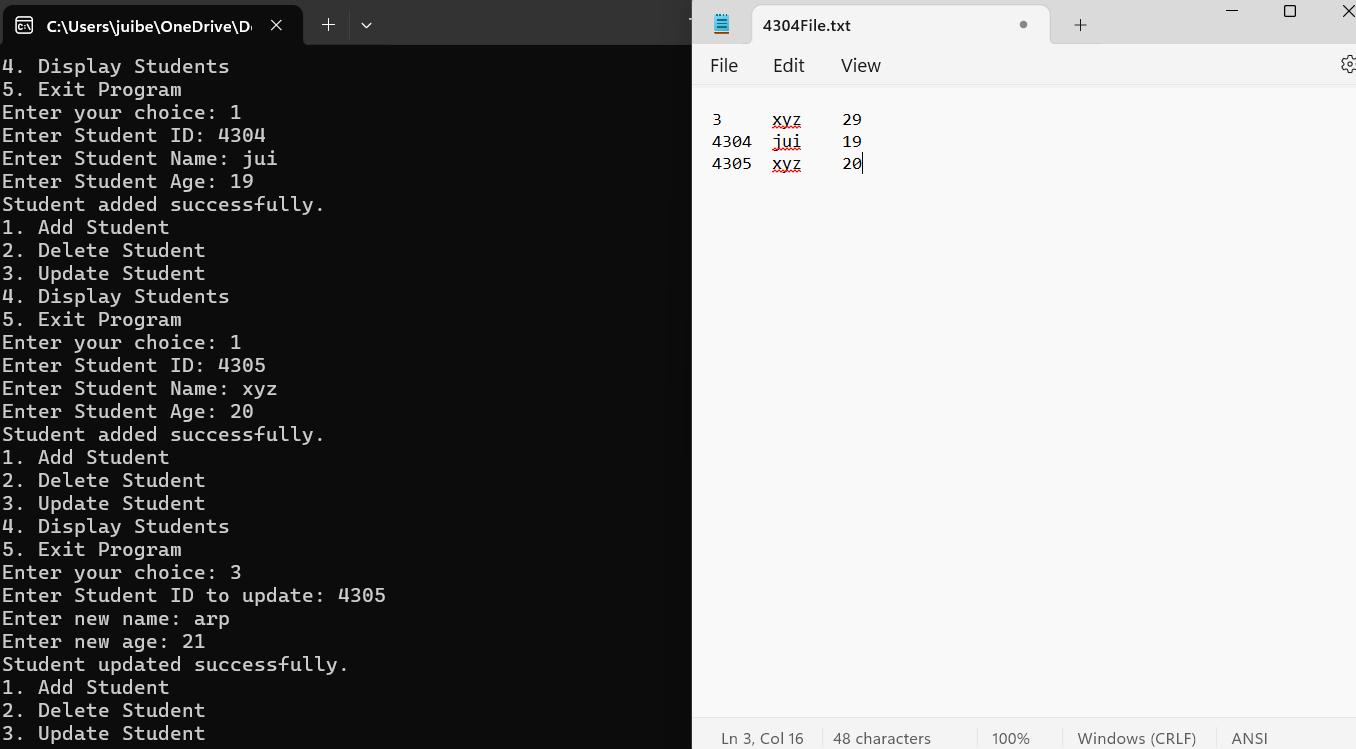 C:\Users\juibe\OneDrive\D
4. Display Students
5. Exit Program
Enter your choice: 1
Enter Student ID: 4304
Enter Student Name: jui
Enter Student Age: 19
Student added successfully.
1. Add Student
2. Delete Student
3. Update Student
4. Display Students
5. Exit Program
Enter your choice: 1
Enter Student ID: 4305
Enter Student Name: xyz
Enter Student Age: 20
Student added successfully.
1. Add Student
2. Delete Student
3. Update Student
4. Display Students
5. Exit Program
Enter your choice: 3
Enter Student ID to update: 4305
Enter new name: arp
Enter new age: 21
Student updated successfully.
1. Add Student
2. Delete Student
3. Update Student
4304File.txt
File Edit View
3 xyz 29
4304 jui 19
4305 xyz 20
Ln 3, Col 16 48 characters 100% Windows (CRLF) ANSI